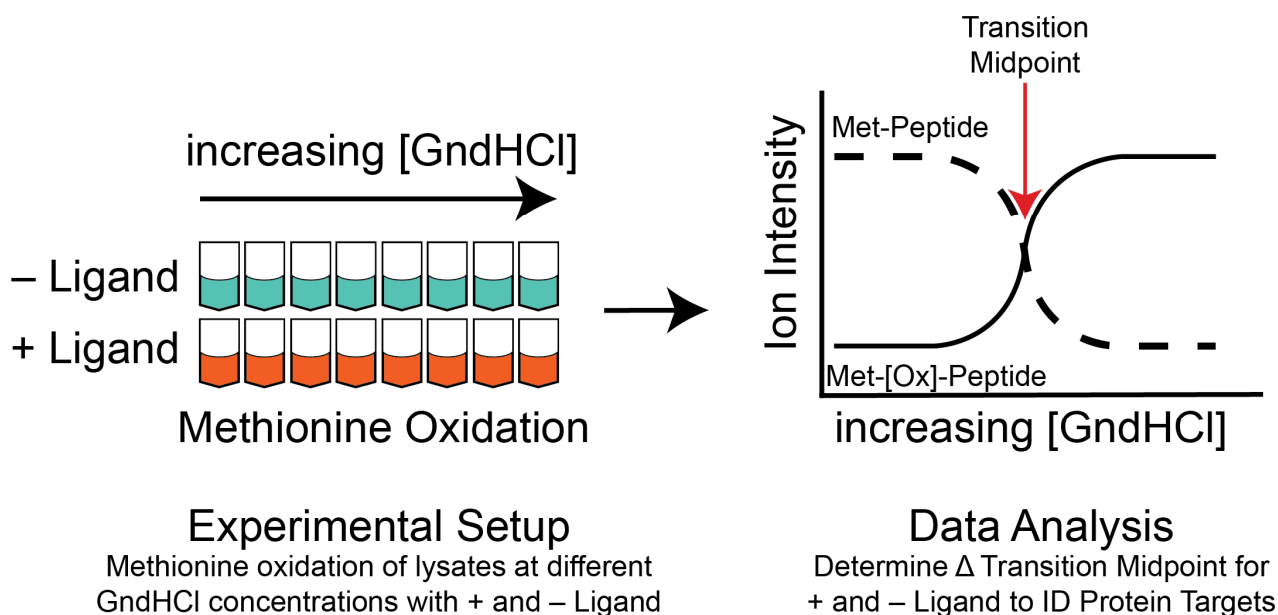 increasing [GndHCl]
– Ligand
+ Ligand
Methionine Oxidation
Experimental Setup
Methionine oxidation of lysates at different
GndHCl concentrations with + and – Ligand
Transition
Midpoint
Ion Intensity
Met-Peptide
Met-[Ox]-Peptide
increasing [GndHCl]
Data Analysis
Determine Δ Transition Midpoint for
+ and – Ligand to ID Protein Targets